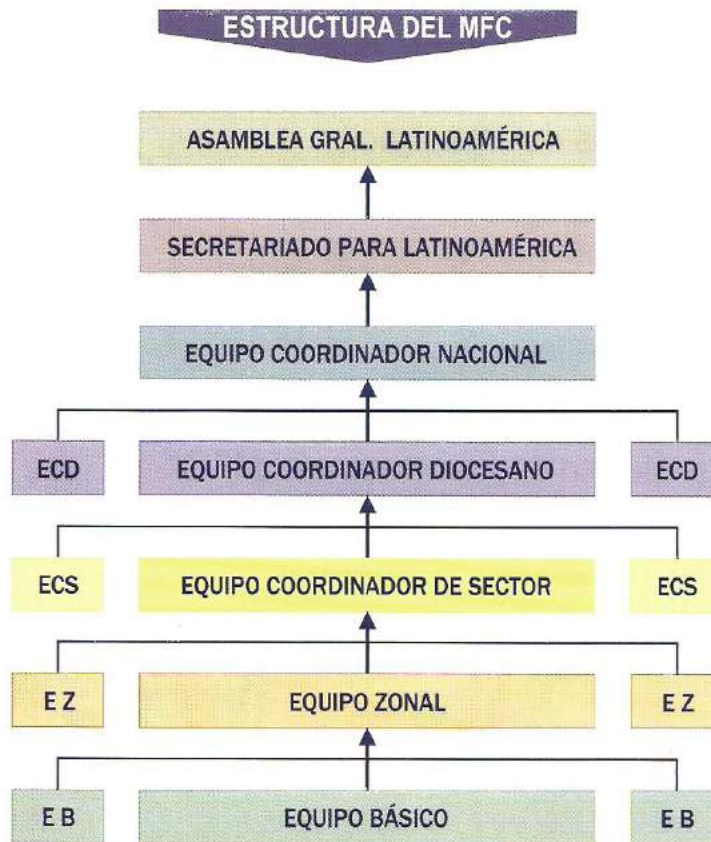 ESTRUCTURA DEL MFC
ASAMBLEA GRAL. LATINOAMÉRICA
SECRETARIADO PARA LATINOAMÉRICA
EQUIPO COORDINADOR NACIONAL
ECD EQUIPO COORDINADOR DIOCESANO ECD
ECS EQUIPO COORDINADOR DE SECTOR ECS
E Z EQUIPO ZONAL E Z
E B EQUIPO BÁSICO E B